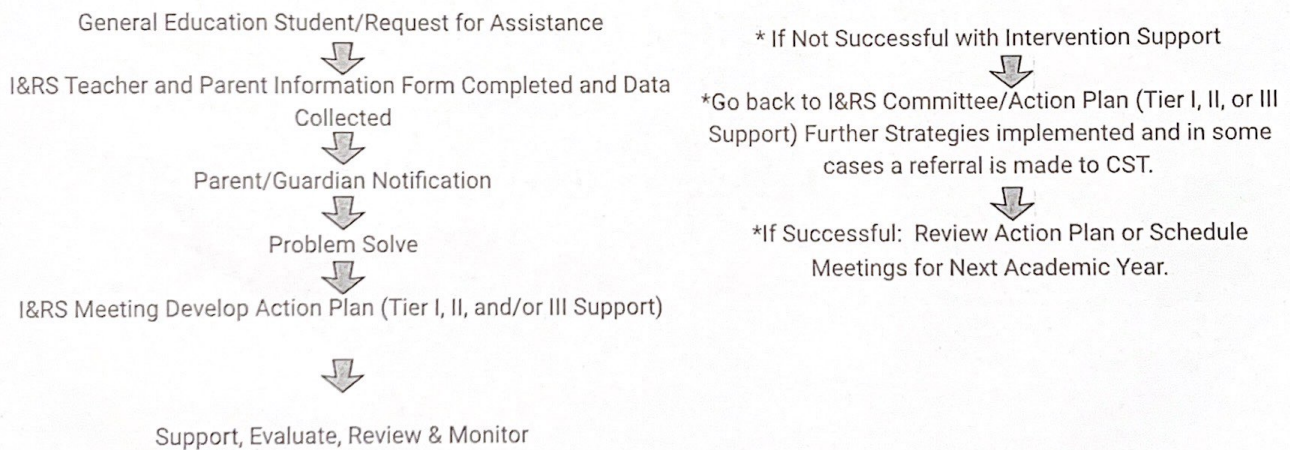 General Education Student/Request for Assistance
I&RS Teacher and Parent Information Form Completed and Data
Collected
Parent/Guardian Notification
Problem Solve
I&RS Meeting Develop Action Plan (Tier I, II, and/or III Support)
Support, Evaluate, Review & Monitor
* If Not Successful with Intervention Support
*Go back to I&RS Committee/Action Plan (Tier I, II, or III
Support) Further Strategies implemented and in some
cases a referral is made to CST.
*If Successful: Review Action Plan or Schedule
Meetings for Next Academic Year.